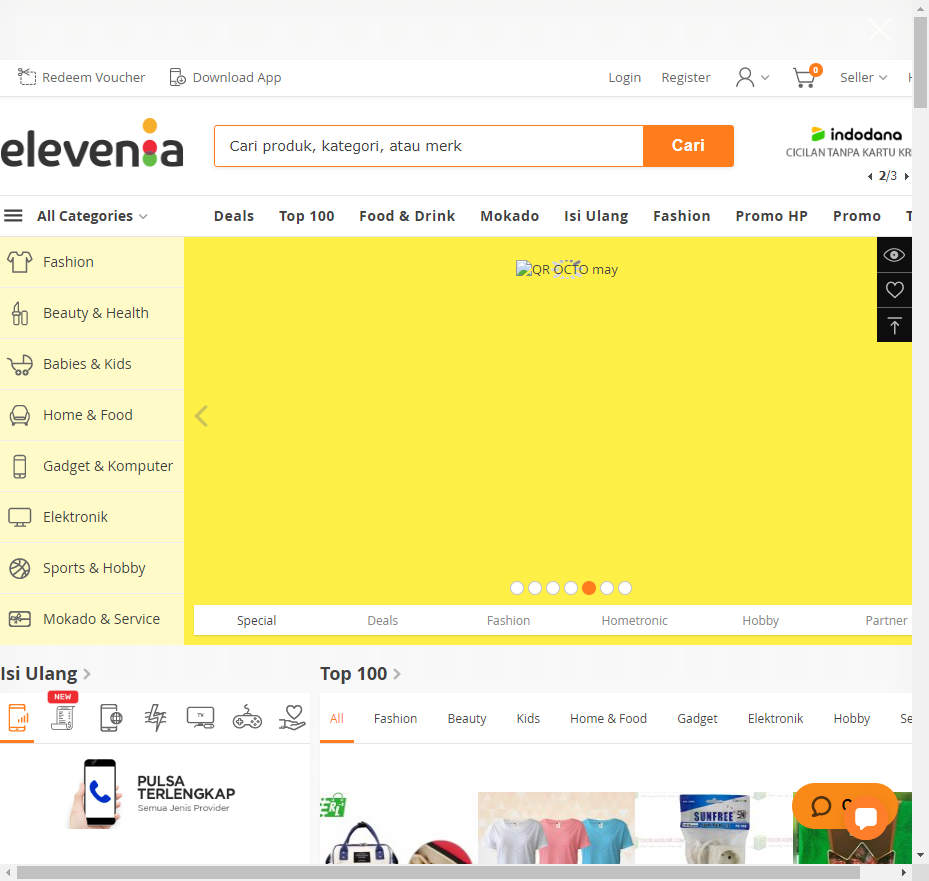 Redeem Voucher Download App Login Register 0 Seller
elevenia
Cari produk, kategori, atau merk Cari
indodana
CICILAN TANPA KARTU KR
2/3
All Categories Deals Top 100 Food & Drink Mokado Isi Ulang Fashion Promo HP Promo
Fashion
QR OCTO may
Beauty & Health
Babies & Kids
Home & Food
Gadget & Komputer
Elektronik
Sports & Hobby
Mokado & Service
Special Deals Fashion Hometronic Hobby Partner
Isi Ulang
Top 100
NEW
TV
All Fashion Beauty Kids Home & Food Gadget Elektronik Hobby Se
PULSA
TERLENGKAP
Semua Jenis Provider
SUNFREE